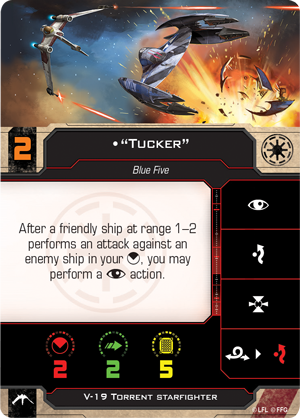 2
•“Tucker”
Blue Five
After a friendly ship at range 1–2
performs an attack against an
enemy ship in your , you may
perform a action.
2 2 5
V-19 Torrent starfighter
© LFL © FFG